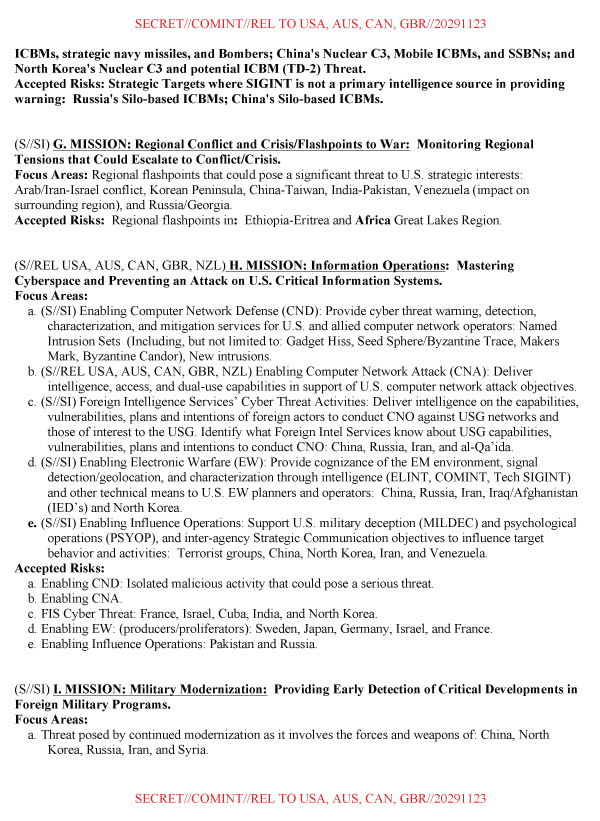 SECRET//COMINT//REL TO USA, AUS, CAN, GBR//20291123
ICBMs, strategic navy missiles, and Bombers; China's Nuclear C3, Mobile ICBMs, and SSBNs; and
North Korea's Nuclear C3 and potential ICBM (TD-2) Threat.
Accepted Risks: Strategic Targets where SIGINT is not a primary intelligence source in providing
warning: Russia's Silo-based ICBMs; China's Silo-based ICBMs.
(S//SI) G. MISSION: Regional Conflict and Crisis/Flashpoints to War: Monitoring Regional
Tensions that Could Escalate to Conflict/Crisis.
Focus Areas: Regional flashpoints that could pose a significant threat to U.S. strategic interests:
Arab/Iran-Israel conflict, Korean Peninsula, China-Taiwan, India-Pakistan, Venezuela (impact on
surrounding region), and Russia/Georgia.
Accepted Risks: Regional flashpoints in: Ethiopia-Eritrea and Africa Great Lakes Region.
(S//REL USA, AUS, CAN, GBR, NZL) H. MISSION: Information Operations: Mastering
Cyberspace and Preventing an Attack on U.S. Critical Information Systems.
Focus Areas:
a. (S//SI) Enabling Computer Network Defense (CND): Provide cyber threat warning, detection,
characterization, and mitigation services for U.S. and allied computer network operators: Named
Intrusion Sets (Including, but not limited to: Gadget Hiss, Seed Sphere/Byzantine Trace, Makers
Mark, Byzantine Candor), New intrusions.
b. (S//REL USA, AUS, CAN, GBR, NZL) Enabling Computer Network Attack (CNA): Deliver
intelligence, access, and dual-use capabilities in support of U.S. computer network attack objectives.
c. (S//SI) Foreign Intelligence Services' Cyber Threat Activities: Deliver intelligence on the capabilities,
vulnerabilities, plans and intentions of foreign actors to conduct CNO against USG networks and
those of interest to the USG. Identify what Foreign Intel Services know about USG capabilities,
vulnerabilities, plans and intentions to conduct CNO: China, Russia, Iran, and al-Qa'ida.
d. (S//SI) Enabling Electronic Warfare (EW): Provide cognizance of the EM environment, signal
detection/geolocation, and characterization through intelligence (ELINT, COMINT, Tech SIGINT)
and other technical means to U.S. EW planners and operators: China, Russia, Iran, Iraq/Afghanistan
(IED's) and North Korea.
e. (S//SI) Enabling Influence Operations: Support U.S. military deception (MILDEC) and psychological
operations (PSYOP), and inter-agency Strategic Communication objectives to influence target
behavior and activities: Terrorist groups, China, North Korea, Iran, and Venezuela.
Accepted Risks:
a. Enabling CND: Isolated malicious activity that could pose a serious threat.
b. Enabling CNA.
c. FIS Cyber Threat: France, Israel, Cuba, India, and North Korea.
d. Enabling EW: (producers/proliferators): Sweden, Japan, Germany, Israel, and France.
e. Enabling Influence Operations: Pakistan and Russia.
(S//SI) I. MISSION: Military Modernization: Providing Early Detection of Critical Developments in
Foreign Military Programs.
Focus Areas:
a. Threat posed by continued modernization as it involves the forces and weapons of: China, North
Korea, Russia, Iran, and Syria.
SECRET//COMINT//REL TO USA, AUS, CAN, GBR//20291123